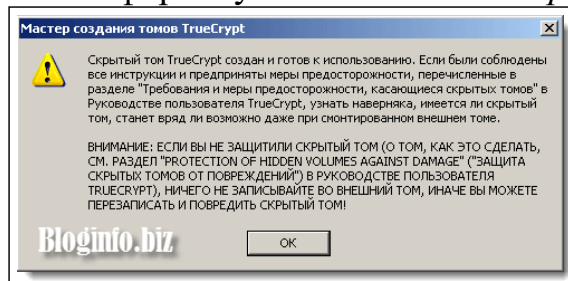 Мастер создания томов TrueCrypt
Скрытый том TrueCrypt создан и готов к использованию. Если были соблюдены
все инструкции и предприняты меры предосторожности, перечисленные в
разделе "Требования и меры предосторожности, касающиеся скрытых томов" в
Руководстве пользователя TrueCrypt, узнать наверняка, имеется ли скрытый
том, станет вряд ли возможно даже при смонтированном внешнем томе.
ВНИМАНИЕ: ЕСЛИ ВЫ НЕ ЗАЩИТИЛИ СКРЫТЫЙ ТОМ (О ТОМ, КАК ЭТО СДЕЛАТЬ,
СМ. РАЗДЕЛ "PROTECTION OF HIDDEN VOLUMES AGAINST DAMAGE" ("ЗАЩИТА
СКРЫТЫХ ТОМОВ ОТ ПОВРЕЖДЕНИЙ") В РУКОВОДСТВЕ ПОЛЬЗОВАТЕЛЯ
TRUECRYPT), НИЧЕГО НЕ ЗАПИСЫВАЙТЕ ВО ВНЕШНИЙ ТОМ, ИНАЧЕ ВЫ МОЖЕТЕ
ПЕРЕЗАПИСАТЬ И ПОВРЕДИТЬ СКРЫТЫЙ ТОМ!
Bloginfo.biz
OK